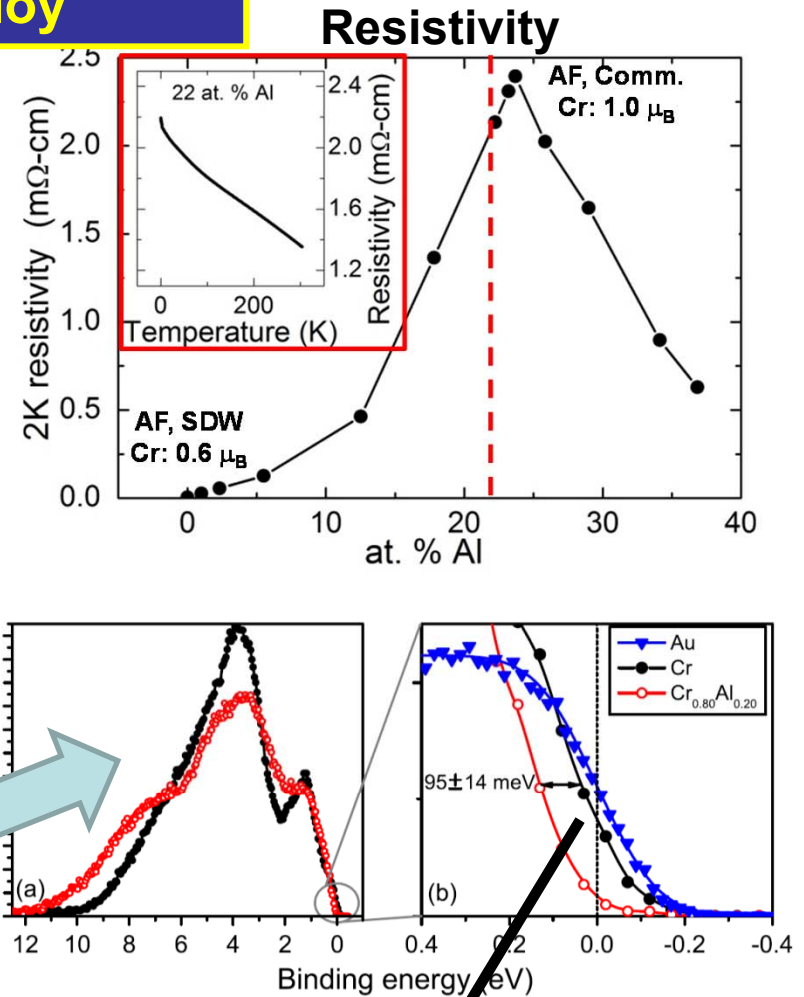 oy
Resistivity
2.5
2.0
1.5
1.0
0.5
0.0
2K resistivity (mΩ-cm)
22 at. % Al
2.4
2.0
1.6
1.2
Resistivity (mΩ-cm)
0 200
Temperature (K)
AF, Comm.
Cr: 1.0 μB
AF, SDW
Cr: 0.6 μB
0 10 20 30 40
at. % Al
(a)
12 10 8 6 4 2 0
Au
Cr
Cr0.80Al0.20
95±14 meV
(b)
0.4 0.2 0.0 -0.2 -0.4
Binding energy (eV)